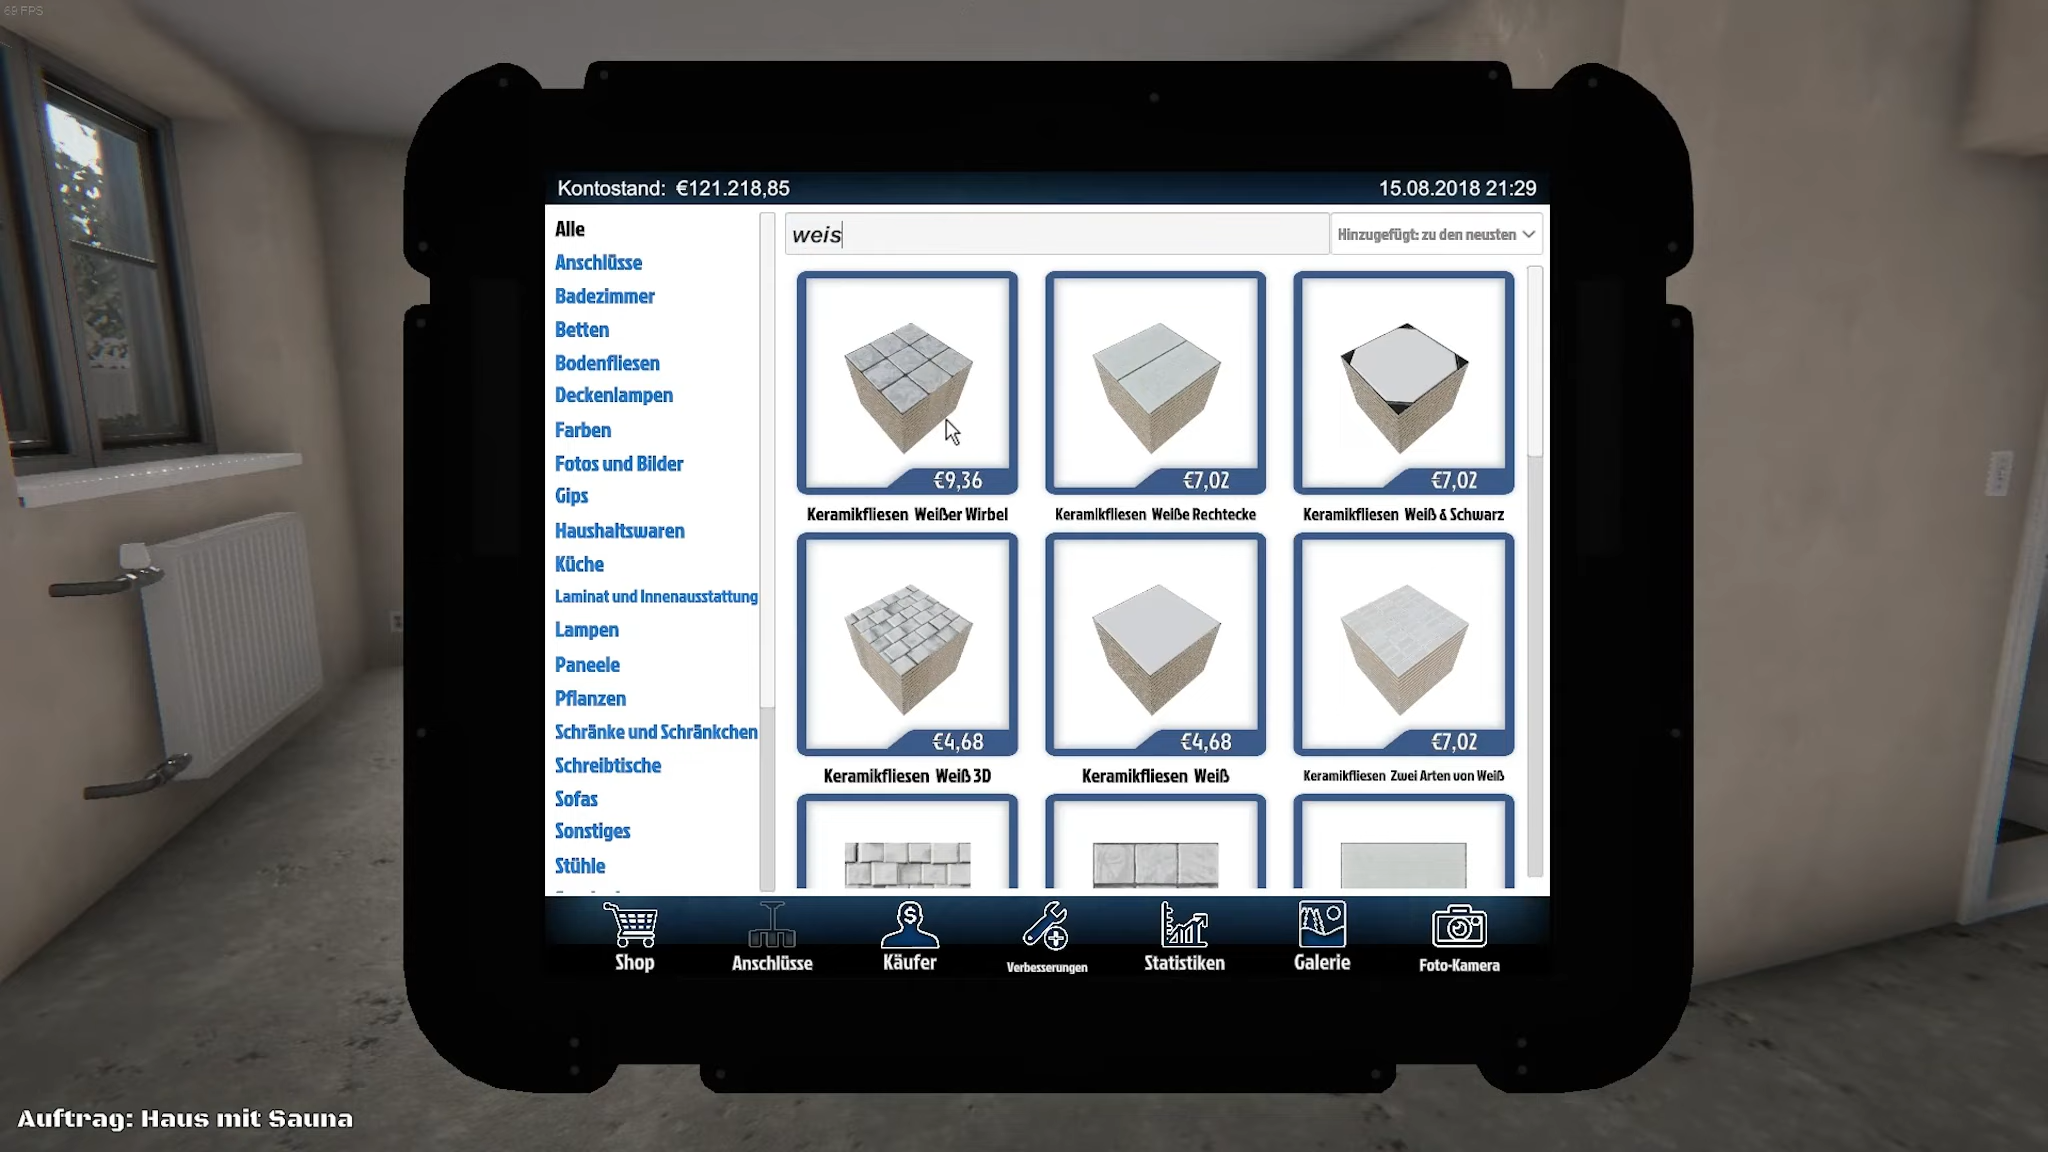 69 FPS
Kontostand: €121.218,85
15.08.2018 21:29
Alle
Anschlüsse
Badezimmer
Betten
Bodenfliesen
Deckenlampen
Farben
Fotos und Bilder
Gips
Haushaltswaren
Küche
Laminat und Innenausstattung
Lampen
Paneele
Pflanzen
Schränke und Schränkchen
Schreibtische
Sofas
Sonstiges
Stühle
weis
Hinzugefügt: zu den neusten
€9,36
€7,02
€7,02
Keramikfliesen Weißer Wirbel
Keramikfliesen Weiße Rechtecke
Keramikfliesen Weiß & Schwarz
€4,68
€4,68
€7,02
Keramikfliesen Weiß 3D
Keramikfliesen Weiß
Keramikfliesen Zwei Arten von Weiß
Shop
Anschlüsse
Käufer
Verbesserungen
Statistiken
Galerie
Foto-Kamera
Auftrag: Haus mit Sauna